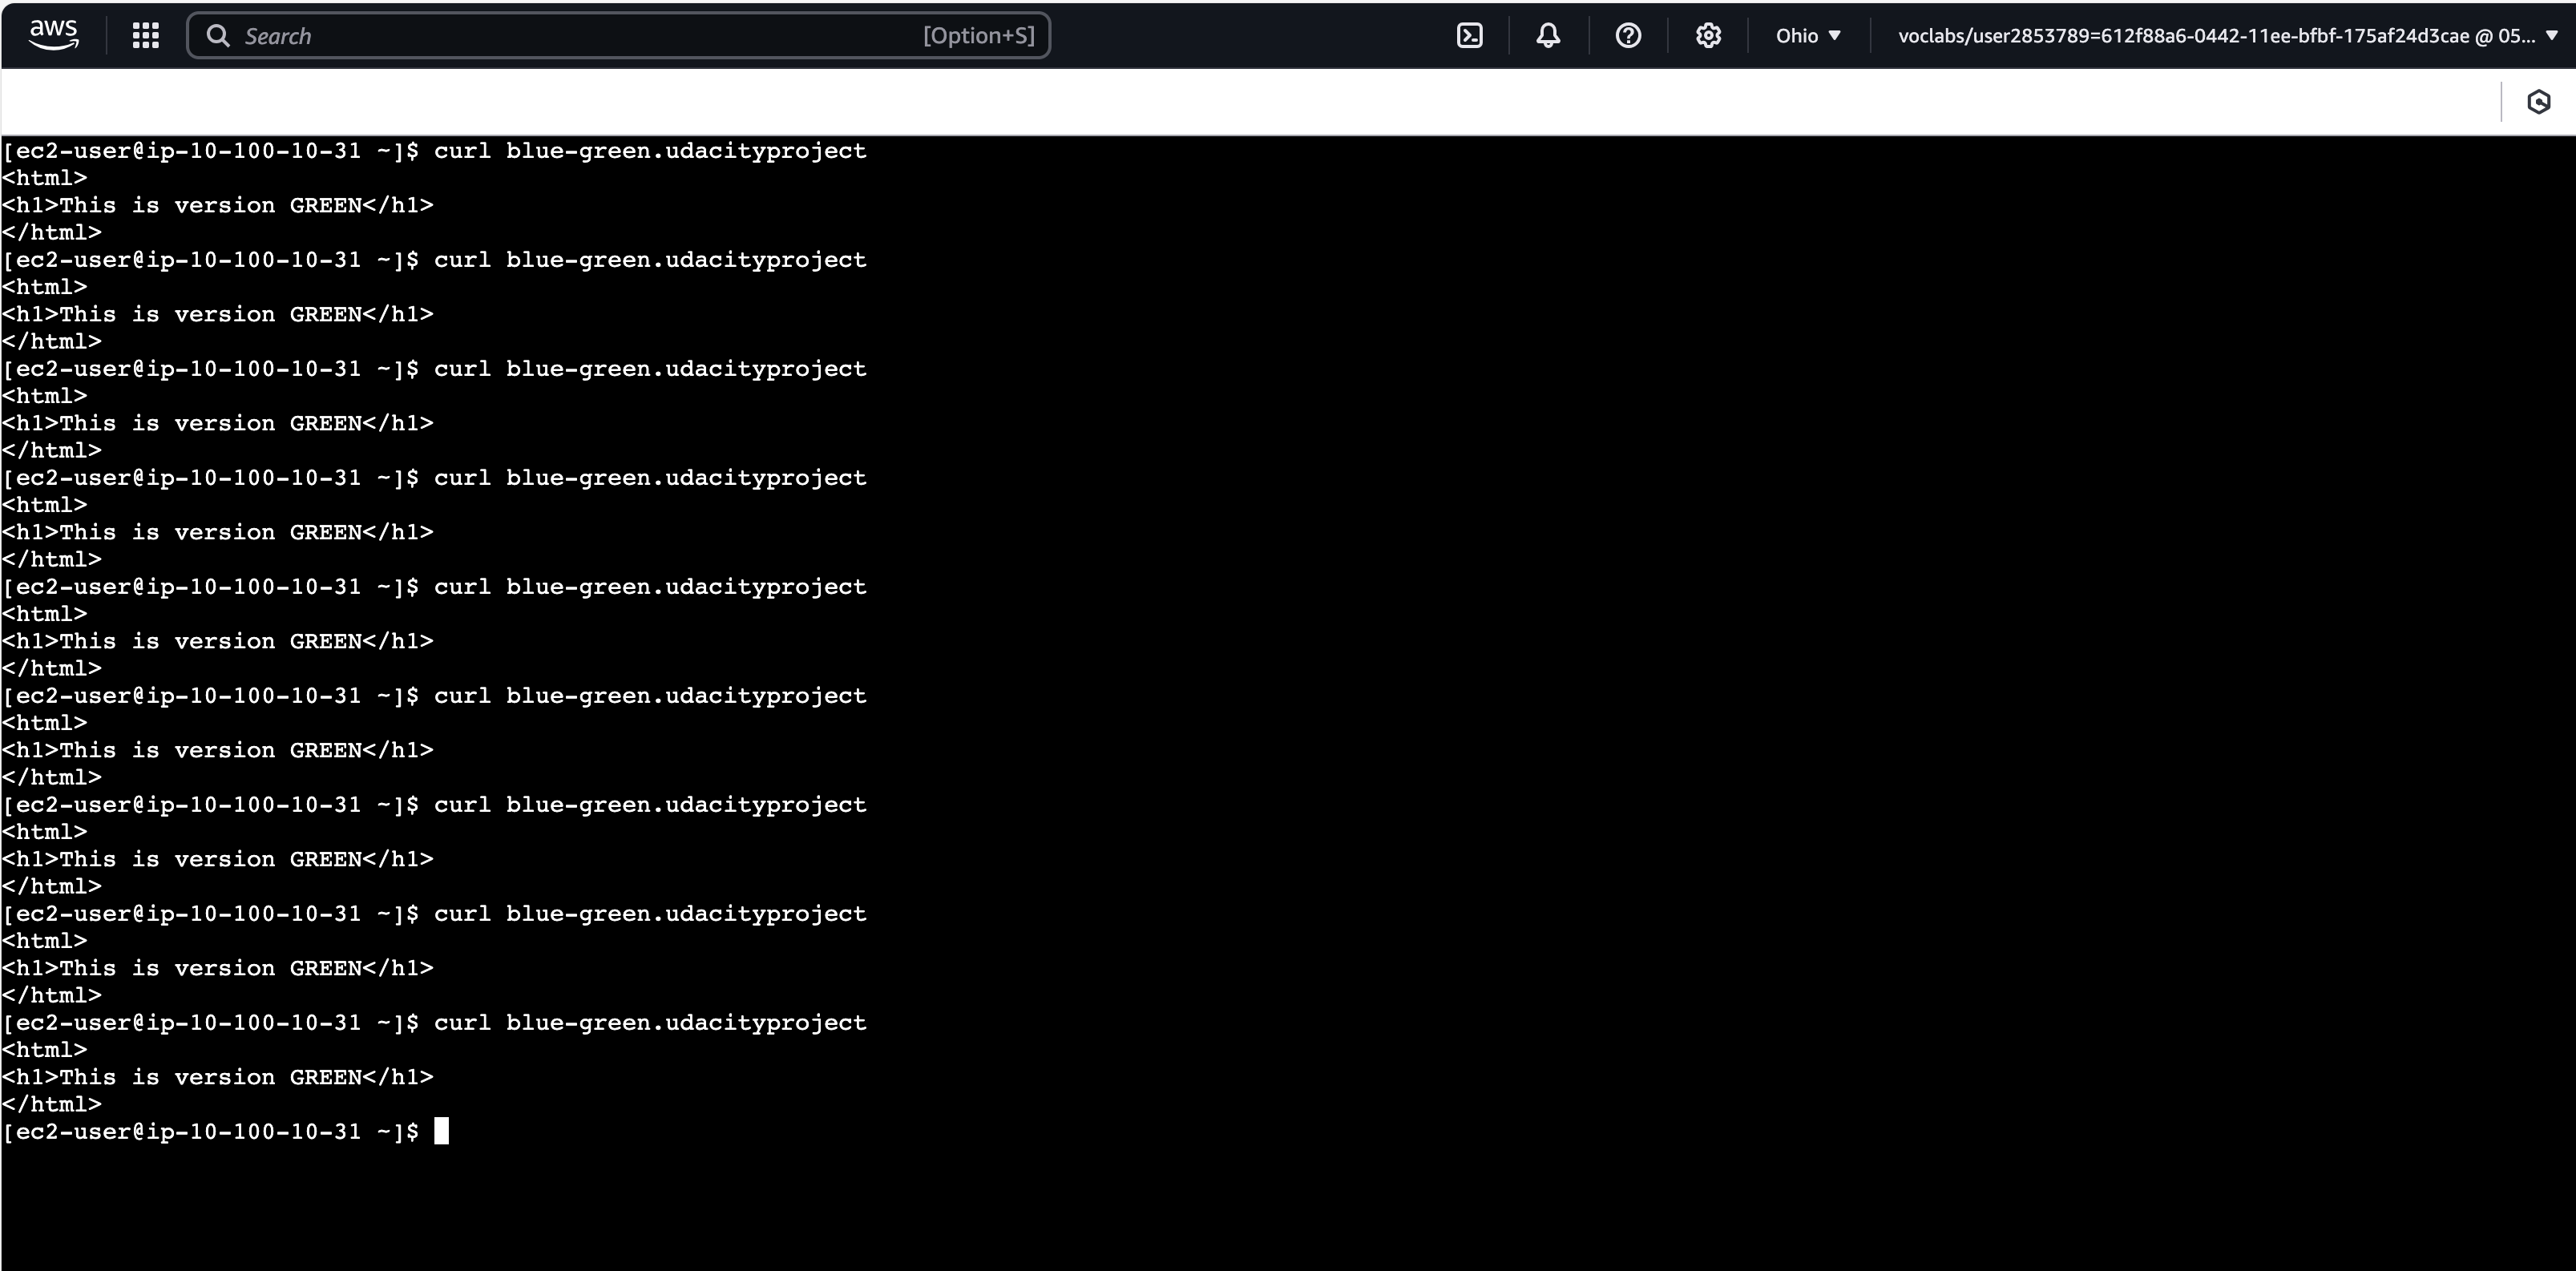 aws
Search
[Option+S]
Ohio
voclabs/user2853789=612f88a6-0442-11ee-bfbf-175af24d3cae @ 05...
[ec2-user@ip-10-100-10-31 ~]$ curl blue-green.udacityproject
<html>
<h1>This is version GREEN</h1>
</html>
[ec2-user@ip-10-100-10-31 ~]$ curl blue-green.udacityproject
<html>
<h1>This is version GREEN</h1>
</html>
[ec2-user@ip-10-100-10-31 ~]$ curl blue-green.udacityproject
<html>
<h1>This is version GREEN</h1>
</html>
[ec2-user@ip-10-100-10-31 ~]$ curl blue-green.udacityproject
<html>
<h1>This is version GREEN</h1>
</html>
[ec2-user@ip-10-100-10-31 ~]$ curl blue-green.udacityproject
<html>
<h1>This is version GREEN</h1>
</html>
[ec2-user@ip-10-100-10-31 ~]$ curl blue-green.udacityproject
<html>
<h1>This is version GREEN</h1>
</html>
[ec2-user@ip-10-100-10-31 ~]$ curl blue-green.udacityproject
<html>
<h1>This is version GREEN</h1>
</html>
[ec2-user@ip-10-100-10-31 ~]$ curl blue-green.udacityproject
<html>
<h1>This is version GREEN</h1>
</html>
[ec2-user@ip-10-100-10-31 ~]$ curl blue-green.udacityproject
<html>
<h1>This is version GREEN</h1>
</html>
[ec2-user@ip-10-100-10-31 ~]$